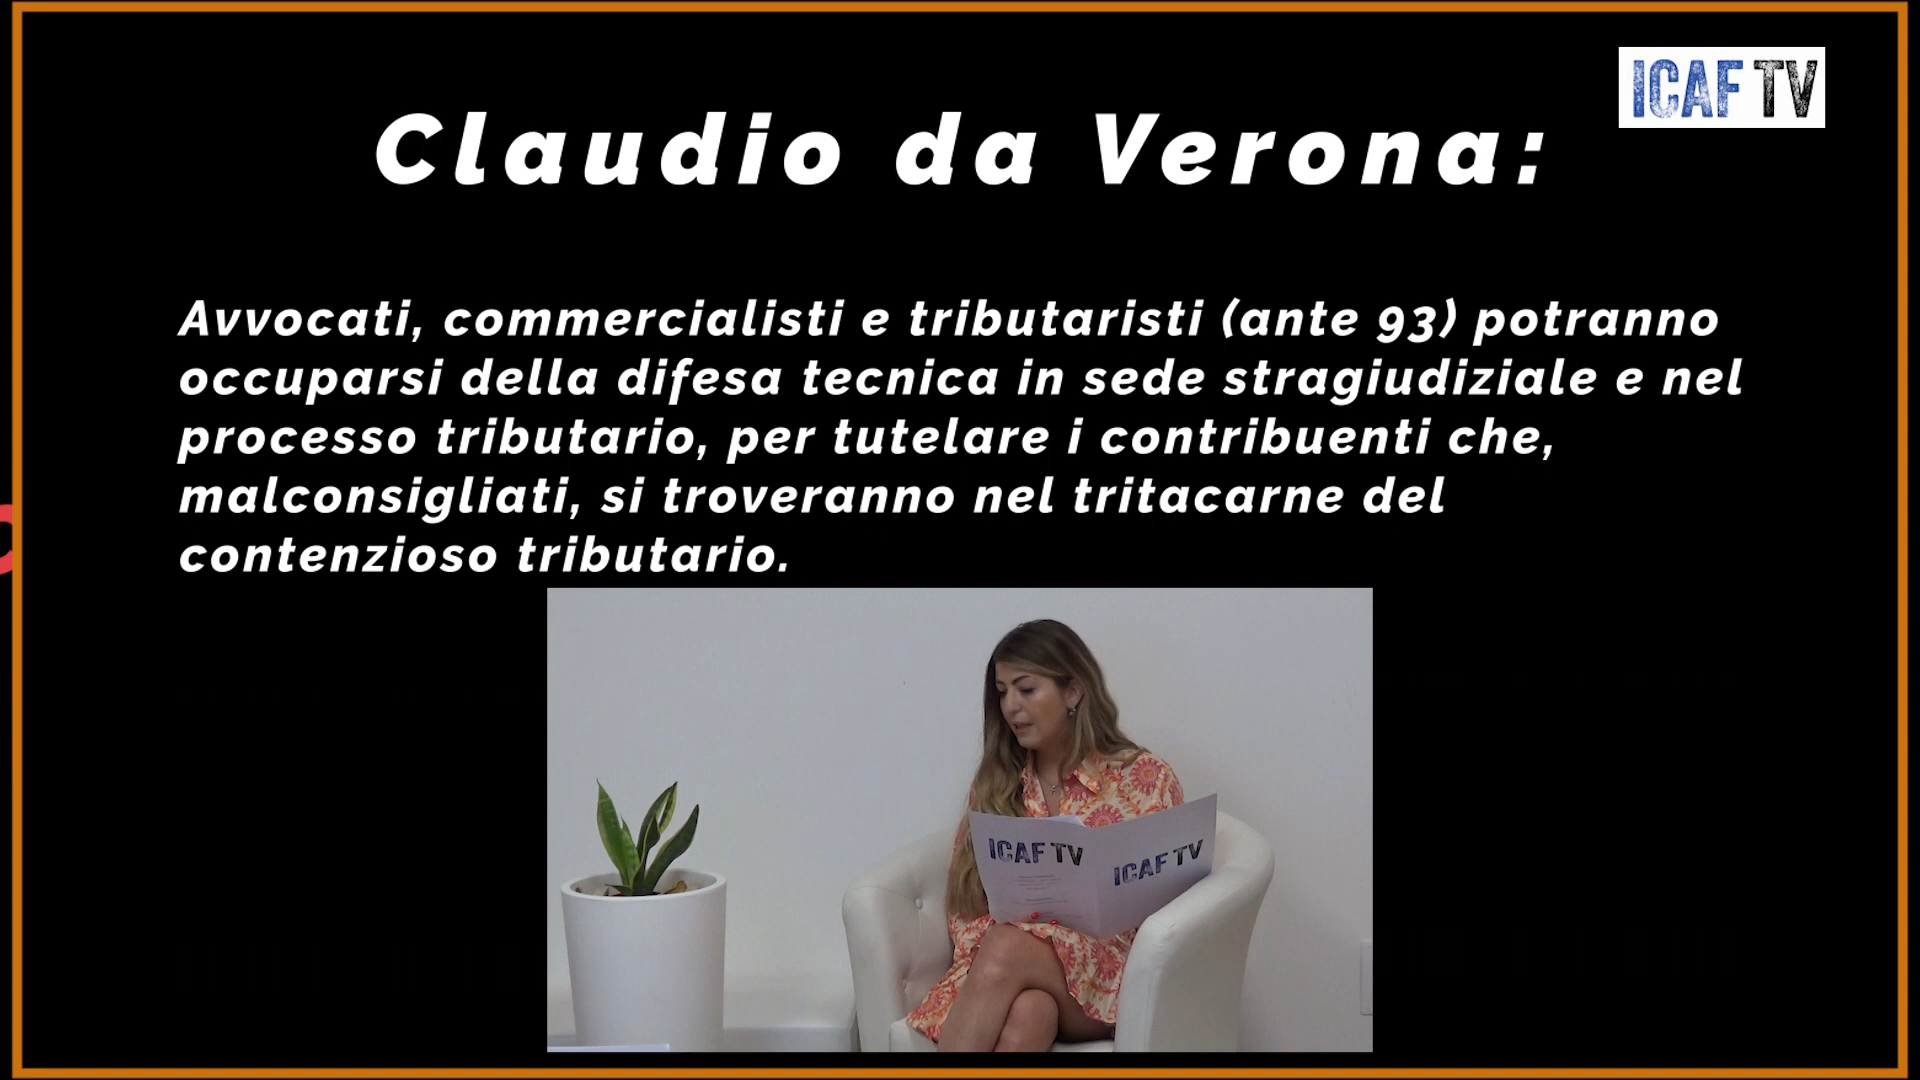 ICAF TV
Claudio da Verona:
Avvocati, commercialisti e tributaristi (ante 93) potranno
occuparsi della difesa tecnica in sede stragiudiziale e nel
processo tributario, per tutelare i contribuenti che,
malconsigliati, si troveranno nel tritacarne del
contenzioso tributario.
ICAF TV
ICAF TV